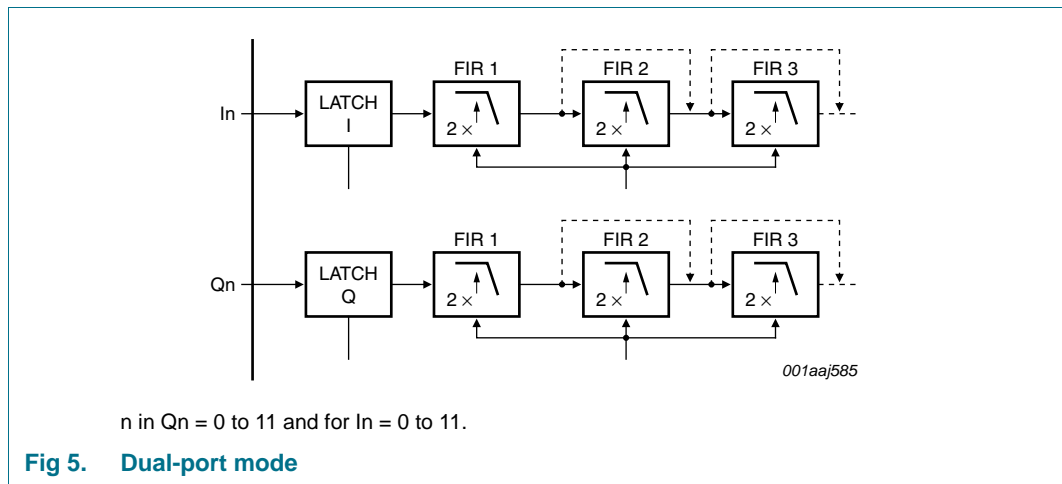 FIR 1 FIR 2 FIR 3
In LATCH
I
2 × 2 × 2 ×
FIR 1 FIR 2 FIR 3
Qn LATCH
Q
2 × 2 × 2 ×
001aaj585
n in Qn = 0 to 11 and for In = 0 to 11.
Fig 5. Dual-port mode